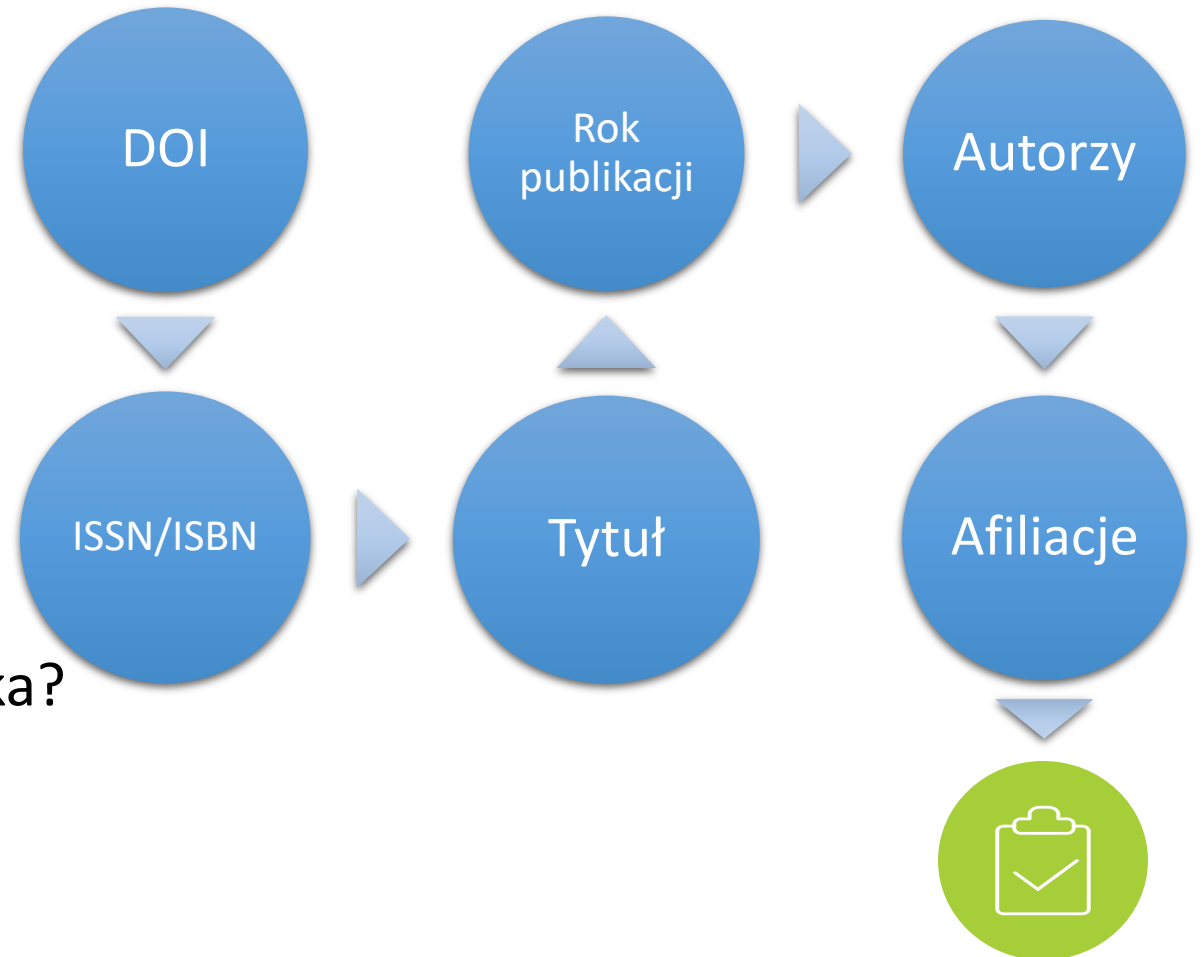 DOI
Rok
publikacji
Autorzy
ISSN/ISBN
Tytuł
Afiliacje
ka?